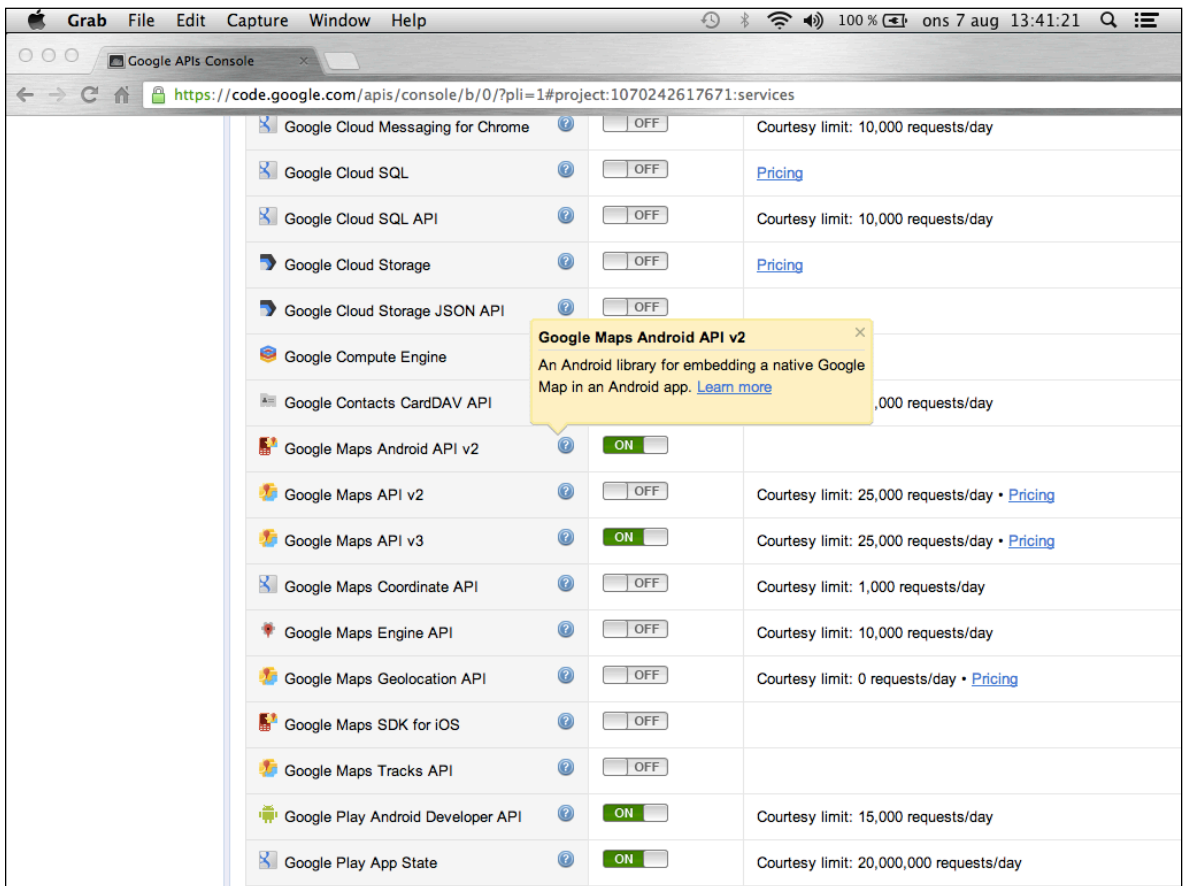 Grab File Edit Capture Window Help 100 % ons 7 aug 13:41:21
Google APIs Console
https://code.google.com/apis/console/b/0/?pli=1#project:1070242617671:services
Google Cloud Messaging for Chrome ? OFF Courtesy limit: 10,000 requests/day
Google Cloud SQL ? OFF Pricing
Google Cloud SQL API ? OFF Courtesy limit: 10,000 requests/day
Google Cloud Storage ? OFF Pricing
Google Cloud Storage JSON API ? OFF
Google Maps Android API v2
Google Compute Engine
An Android library for embedding a native Google
Map in an Android app. Learn more
Google Contacts CardDAV API ,000 requests/day
Google Maps Android API v2 ? ON
Google Maps API v2 ? OFF Courtesy limit: 25,000 requests/day • Pricing
Google Maps API v3 ? ON Courtesy limit: 25,000 requests/day • Pricing
Google Maps Coordinate API ? OFF Courtesy limit: 1,000 requests/day
Google Maps Engine API ? OFF Courtesy limit: 10,000 requests/day
Google Maps Geolocation API ? OFF Courtesy limit: 0 requests/day • Pricing
Google Maps SDK for iOS ? OFF
Google Maps Tracks API ? OFF
Google Play Android Developer API ? ON Courtesy limit: 15,000 requests/day
Google Play App State ? ON Courtesy limit: 20,000,000 requests/day